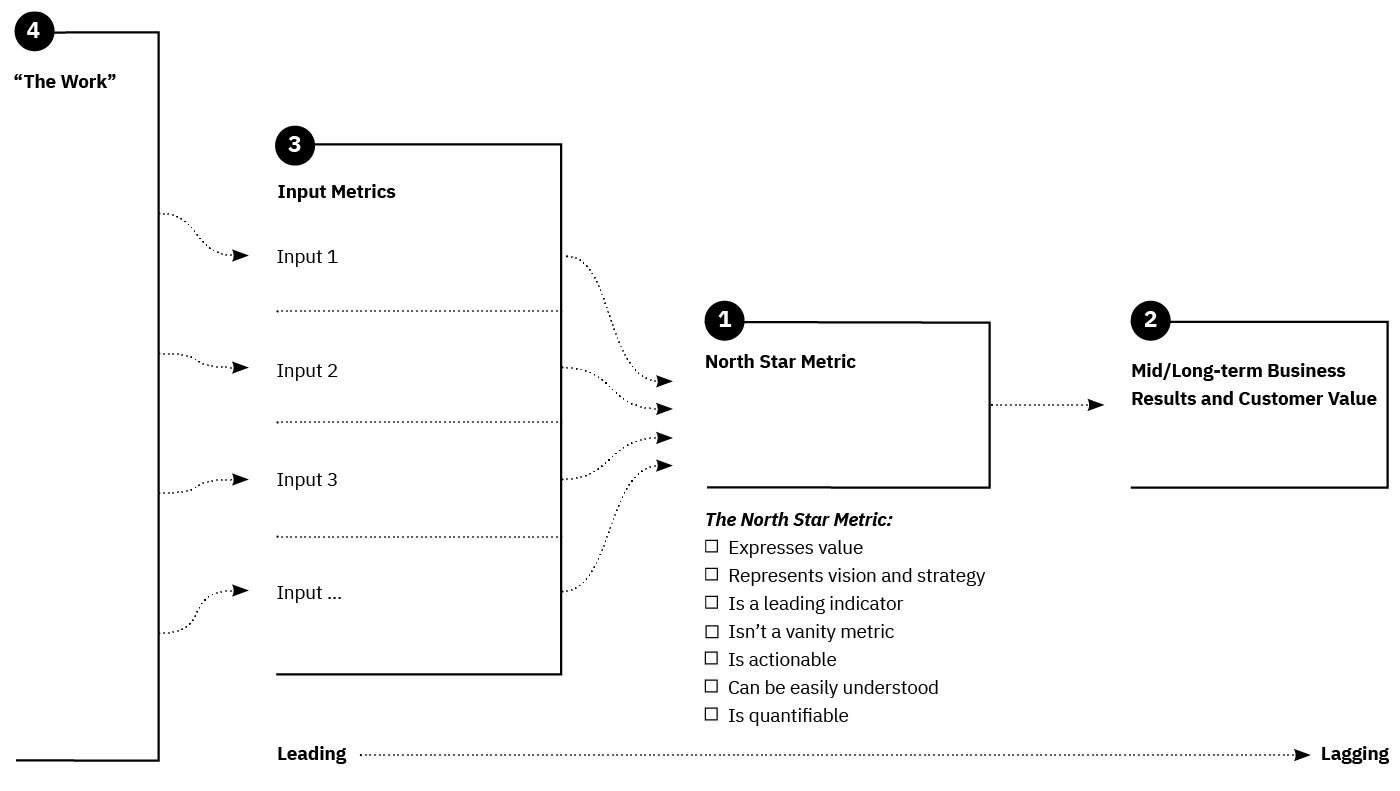 4
“The Work”
3
Input Metrics
Input 1
Input 2
Input 3
Input ...
1
North Star Metric
2
Mid/Long-term Business
Results and Customer Value
The North Star Metric:
Expresses value
Represents vision and strategy
Is a leading indicator
Isn’t a vanity metric
Is actionable
Can be easily understood
Is quantifiable
Leading
Lagging